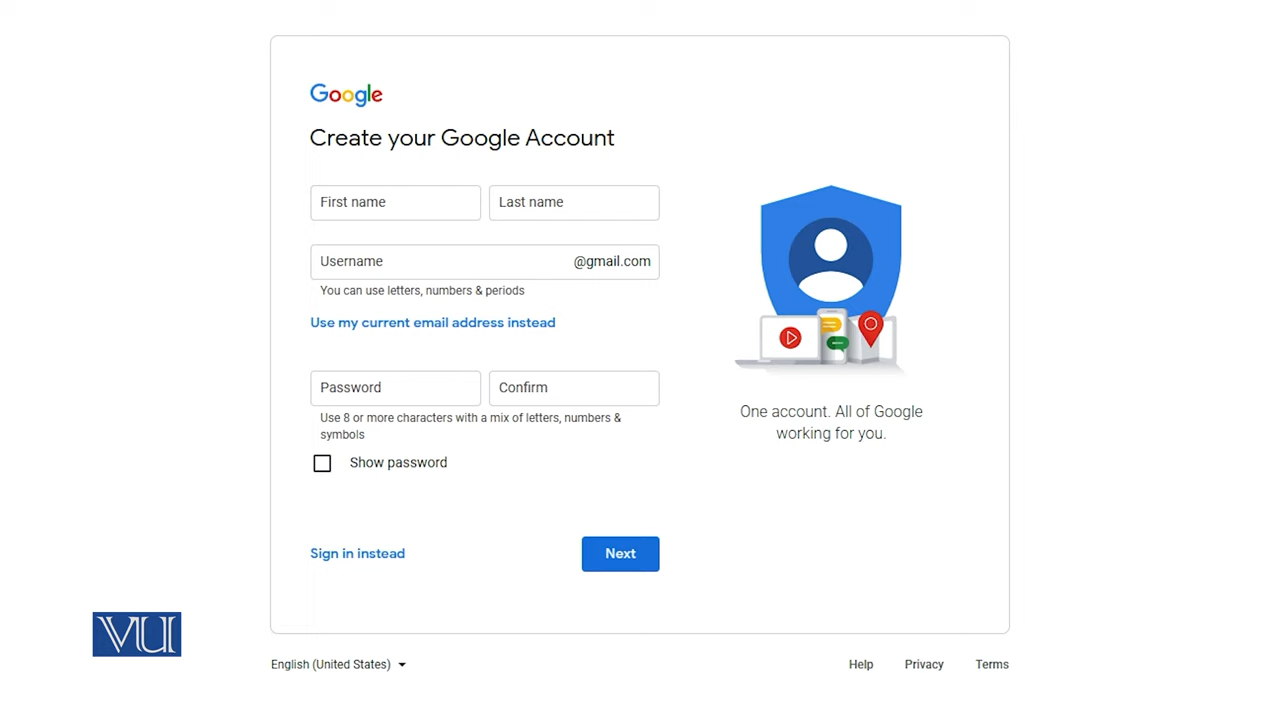 Google
Create your Google Account
First name Last name
Username @gmail.com
You can use letters, numbers & periods
Use my current email address instead
Password Confirm
Use 8 or more characters with a mix of letters, numbers &
symbols
Show password
One account. All of Google
working for you.
Sign in instead Next
VU
English (United States) Help Privacy Terms